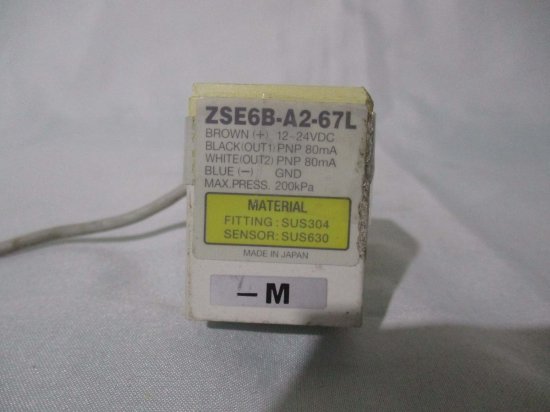 ZSE6B-A2-67L
BROWN (+) 12~24VDC
BLACK(OUT1) PNP 80mA
WHITE(OUT2) PNP 80mA
BLUE (−) GND
MAX.PRESS. 200kPa
MATERIAL
FITTING : SUS304
SENSOR: SUS630
MADE IN JAPAN
−M